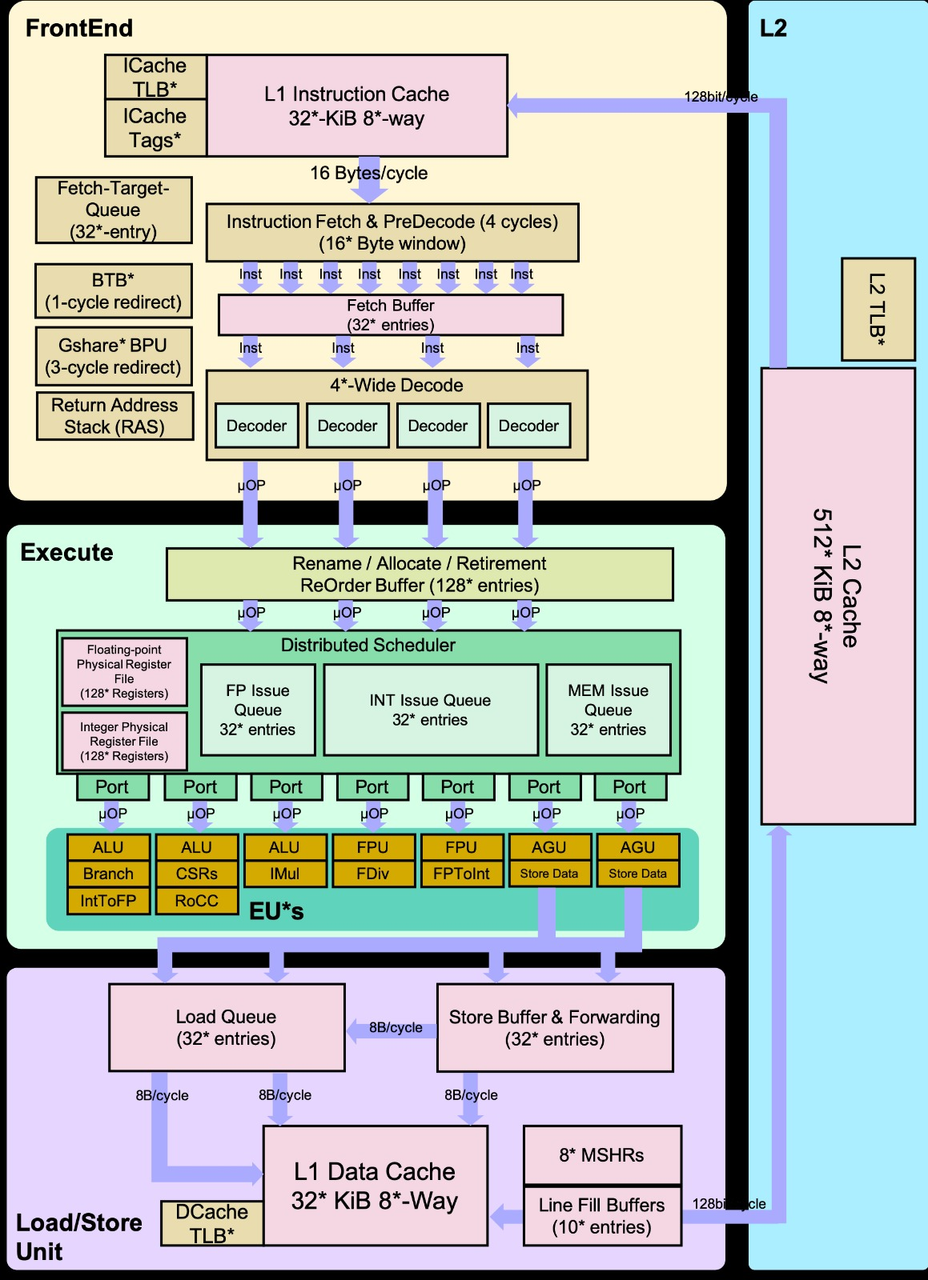 FrontEnd
L2
ICache
TLB*
ICache
Tags*
L1 Instruction Cache
32*-KiB 8*-way
128bit/cycle
16 Bytes/cycle
Fetch-Target-
Queue
(32*-entry)
Instruction Fetch & PreDecode (4 cycles)
(16* Byte window)
Inst Inst Inst Inst Inst Inst Inst Inst
BTB*
(1-cycle redirect)
Fetch Buffer
(32* entries)
Inst Inst Inst Inst
Gshare* BPU
(3-cycle redirect)
Return Address
Stack (RAS)
4*-Wide Decode
Decoder Decoder Decoder Decoder
µOP µOP µOP µOP
L2 TLB*
L2 Cache
512* KiB 8*-way
Execute
Rename / Allocate / Retirement
ReOrder Buffer (128* entries)
µOP µOP µOP µOP
Distributed Scheduler
Floating-point
Physical Register
File
(128* Registers)
Integer Physical
Register File
(128* Registers)
FP Issue
Queue
32* entries
INT Issue Queue
32* entries
MEM Issue
Queue
32* entries
Port Port Port Port Port Port Port
µOP µOP µOP µOP µOP µOP µOP
ALU ALU ALU FPU FPU AGU AGU
Branch CSRs IMul FDiv FPToInt Store Data Store Data
IntToFP RoCC
EU*s
Load Queue
(32* entries)
8B/cycle
Store Buffer & Forwarding
(32* entries)
8B/cycle 8B/cycle 8B/cycle
L1 Data Cache
32* KiB 8*-Way
8* MSHRs
Line Fill Buffers
(10* entries)
128bit/cycle
DCache
TLB*
Load/Store
Unit